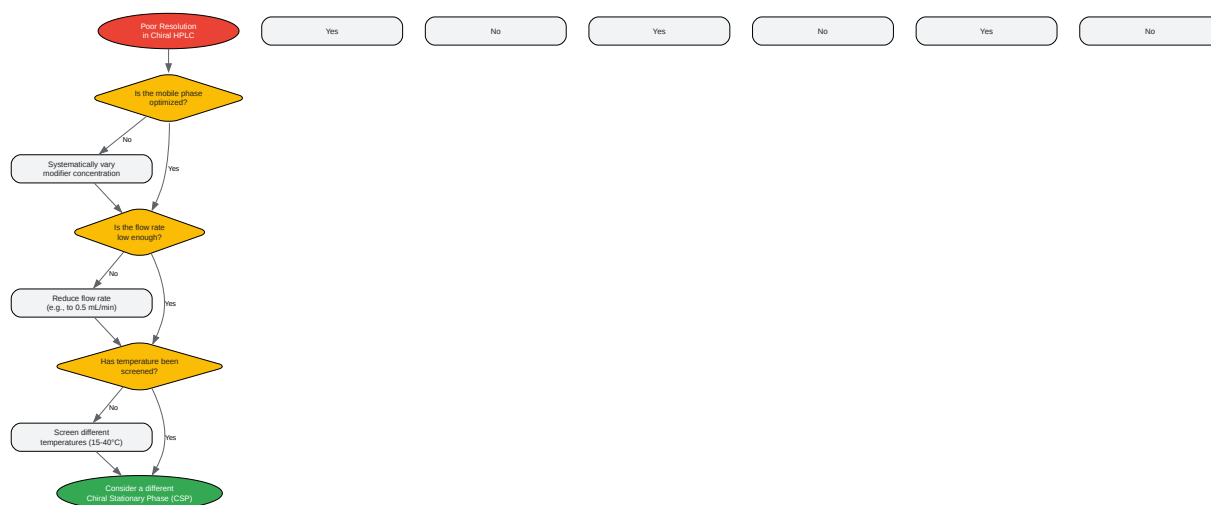 Poor Resolution
in Chiral HPLC
Yes
No
Yes
No
Yes
No
Is the mobile phase
optimized?
No
Systematically vary
modifier concentration
Yes
Is the flow rate
low enough?
No
Reduce flow rate
(e.g., to 0.5 mL/min)
Yes
Has temperature been
screened?
No
Screen different
temperatures (15-40°C)
Yes
Consider a different
Chiral Stationary Phase (CSP)